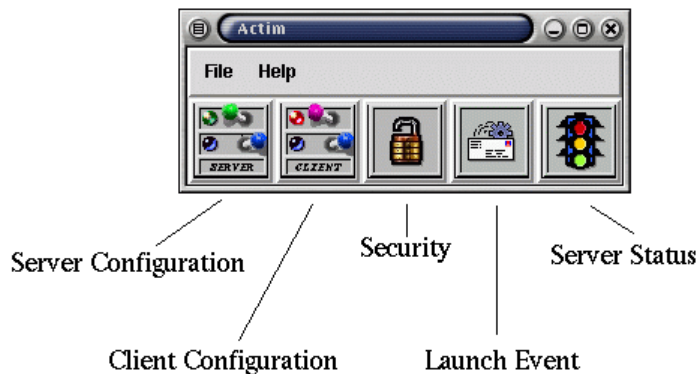 Actim
File Help
SERVER CLIENT
Server Configuration Security Server Status
Client Configuration Launch Event